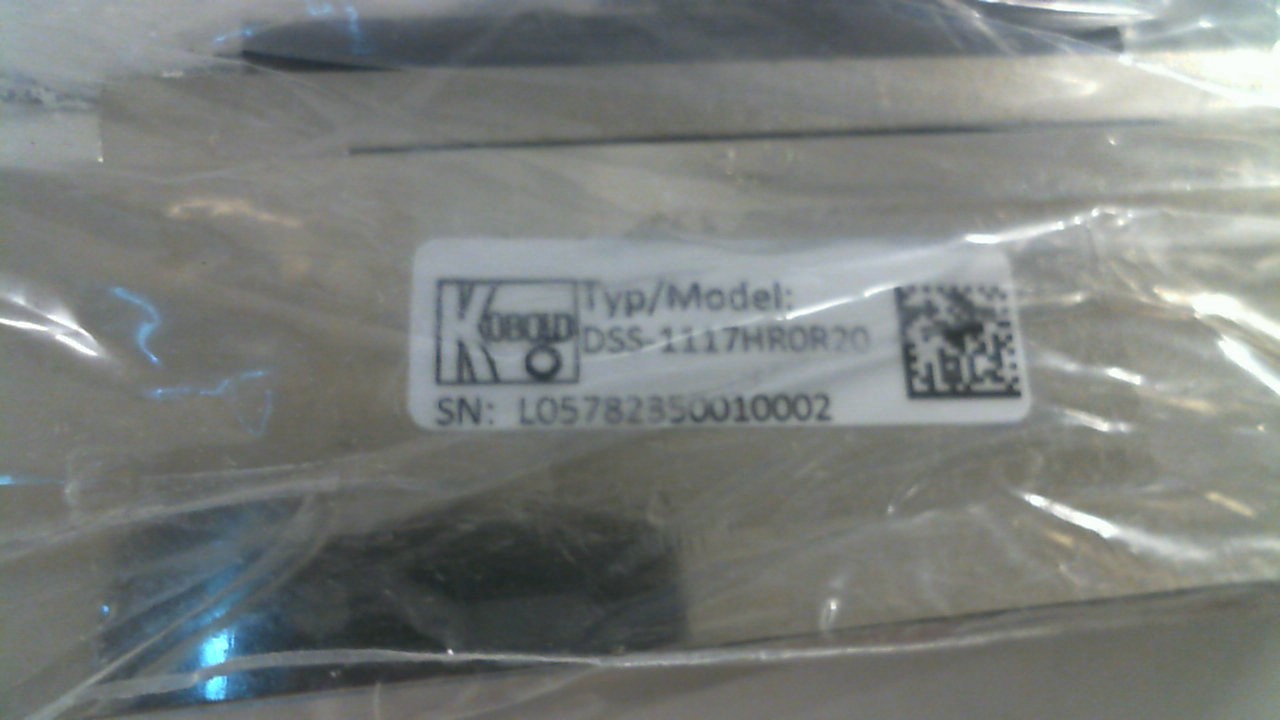 KOBOLD
Typ/Model:
DSS-1117HR0R20
SN: L05782350010002